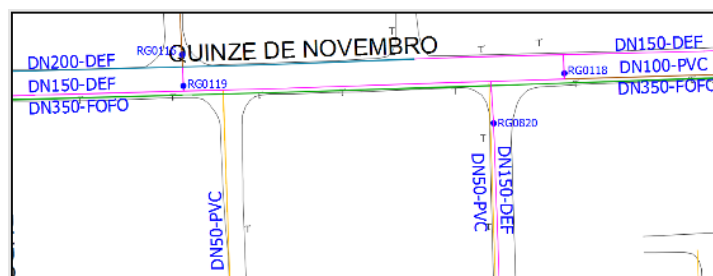 RG0116
QUINZE DE NOVEMBRO
DN150-DEF
DN200-DEF
RG0118
DN100-PVC
DN150-DEF
RG0119
DN350-FOFO
DN350-FOFO
RG0820
DN50-PVC
DN50-PVC
DN150-DEF